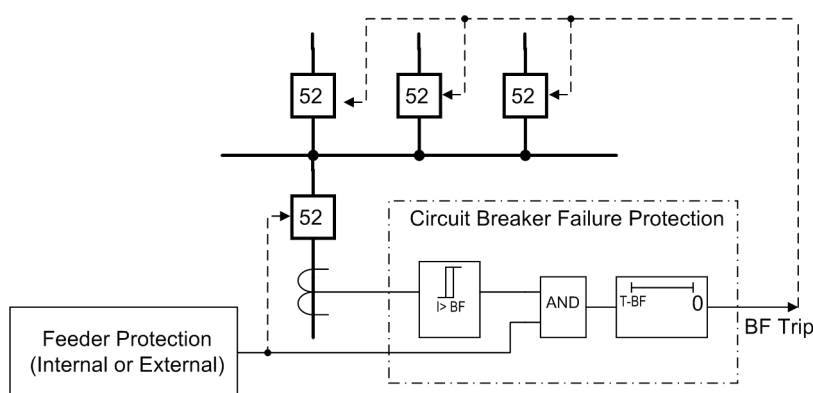 52
52
52
52
Circuit Breaker Failure Protection
I> BF
AND
T-BF
0
BF Trip
Feeder Protection
(Internal or External)